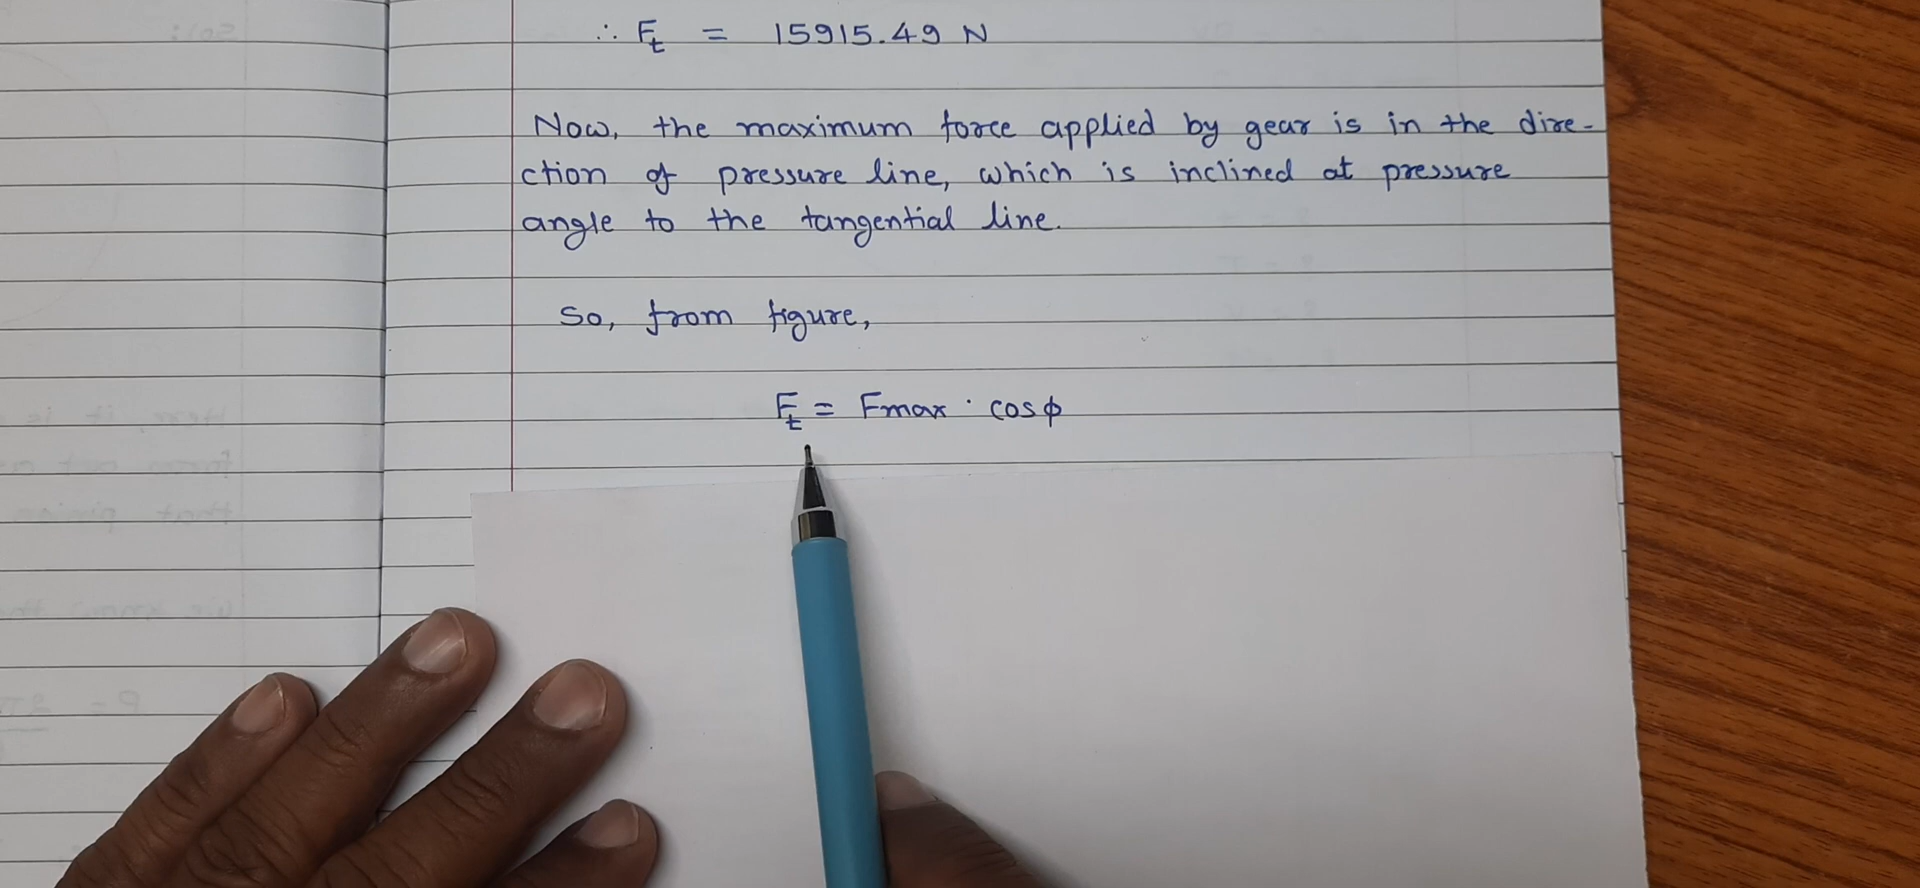 ∴ Ft = 15915.49 N
Now, the maximum force applied by gear is in the dire-
ction of pressure line, which is inclined at pressure
angle to the tangential line.
So, from figure,
Ft = Fmax · cosϕ